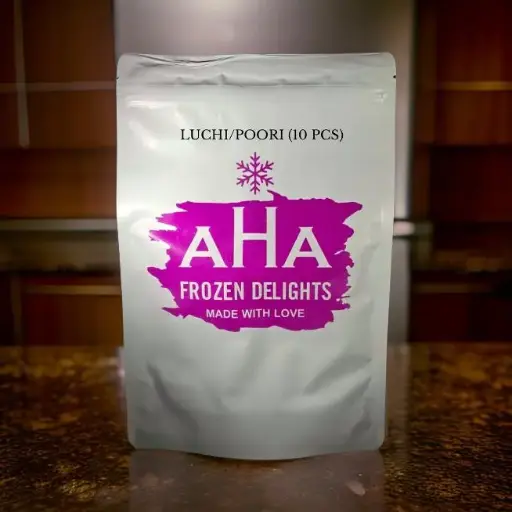 LUCHI/POORI (10 PCS)
AHA
FROZEN DELIGHTS
MADE WITH LOVE